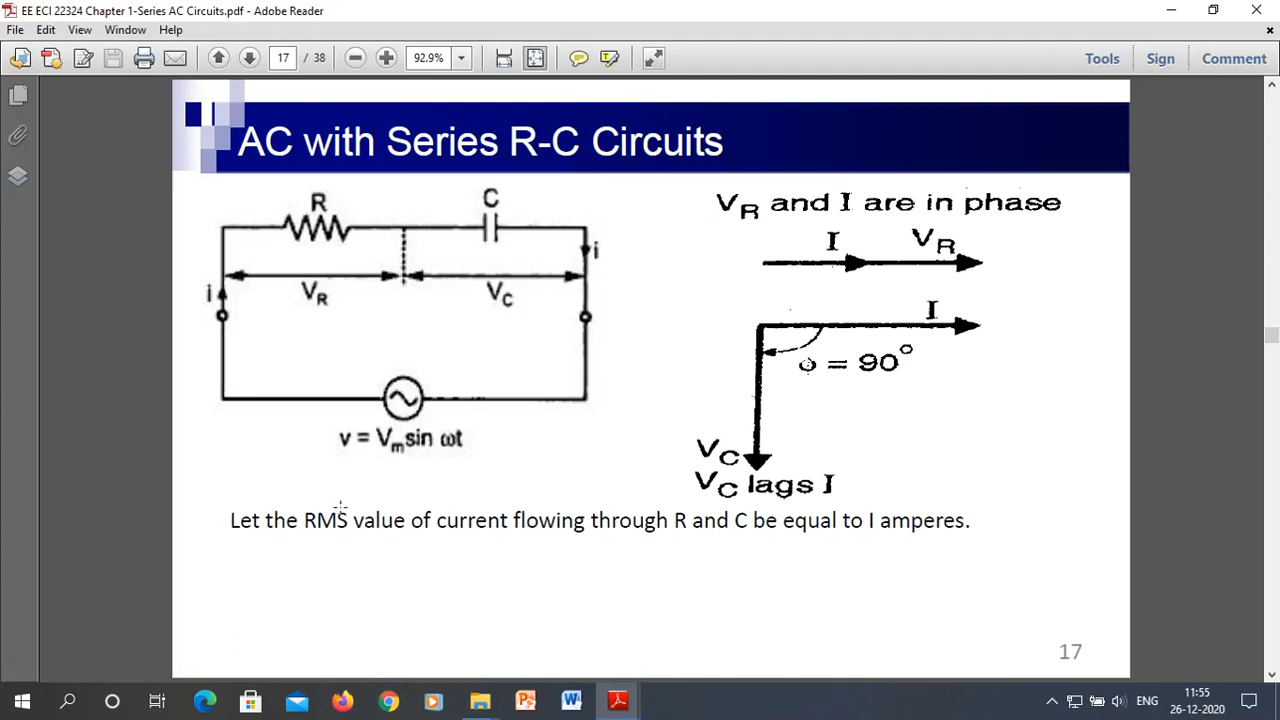 EE ECI 22324 Chapter 1-Series AC Circuits.pdf - Adobe Reader
File Edit View Window Help
17 / 38 92.9% Tools Sign Comment
AC with Series R-C Circuits
R C
i
V_R V_C
i
v = V_m sin ωt
V_R and I are in phase
I V_R
I
ϕ = 90°
V_C
V_C lags I
Let the RMS value of current flowing through R and C be equal to I amperes.
17
ENG 11:55
26-12-2020